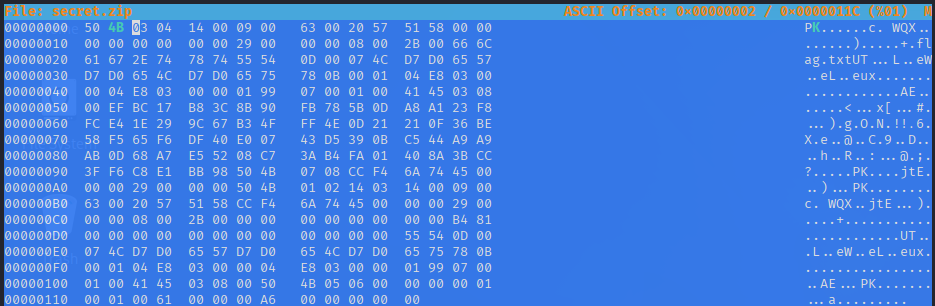 File: secret.zip ASCII Offset: 0×00000002 / 0×0000011C (%01) M
00000000 50 4B 03 04 14 00 09 00 63 00 20 57 51 58 00 00 PK......c. WQX..
00000010 00 00 00 00 00 00 29 00 00 00 08 00 2B 00 66 6C ......).....+.fl
00000020 61 67 2E 74 78 74 55 54 0D 00 07 4C D7 D0 65 57 ag.txtUT...L..eW
00000030 D7 D0 65 4C D7 D0 65 75 78 0B 00 01 04 E8 03 00 ..eL..eux.......
00000040 00 04 E8 03 00 00 01 99 07 00 01 00 41 45 03 08 ............AE..
00000050 00 EF BC 17 B8 3C 8B 90 FB 78 5B 0D A8 A1 23 F8 .....<...x[...#.
00000060 FC E4 1E 29 9C 67 B3 4F FF 4E 0D 21 21 0F 36 BE ...).g.O.N.!!.6.
00000070 58 F5 65 F6 DF 40 E0 07 43 D5 39 0B C5 44 A9 A9 X.e..@..C.9..D..
00000080 AB 0D 68 A7 E5 52 08 C7 3A B4 FA 01 40 8A 3B CC ..h..R..:...@.;.
00000090 3F F6 C8 E1 BB 98 50 4B 07 08 CC F4 6A 74 45 00 ?.....PK....jtE.
000000A0 00 00 29 00 00 00 50 4B 01 02 14 03 14 00 09 00 ..)...PK........
000000B0 63 00 20 57 51 58 CC F4 6A 74 45 00 00 00 29 00 c. WQX..jtE...).
000000C0 00 00 08 00 2B 00 00 00 00 00 00 00 00 00 B4 81 ....+...........
000000D0 00 00 00 00 00 00 00 00 00 00 00 00 55 54 0D 00 ............UT..
000000E0 07 4C D7 D0 65 57 D7 D0 65 4C D7 D0 65 75 78 0B .L..eW..eL..eux.
000000F0 00 01 04 E8 03 00 00 04 E8 03 00 00 01 99 07 00 ................
00000100 01 00 41 45 03 08 00 50 4B 05 06 00 00 00 00 01 ..AE...PK.......
00000110 00 01 00 61 00 00 00 A6 00 00 00 00 00 ...a.........